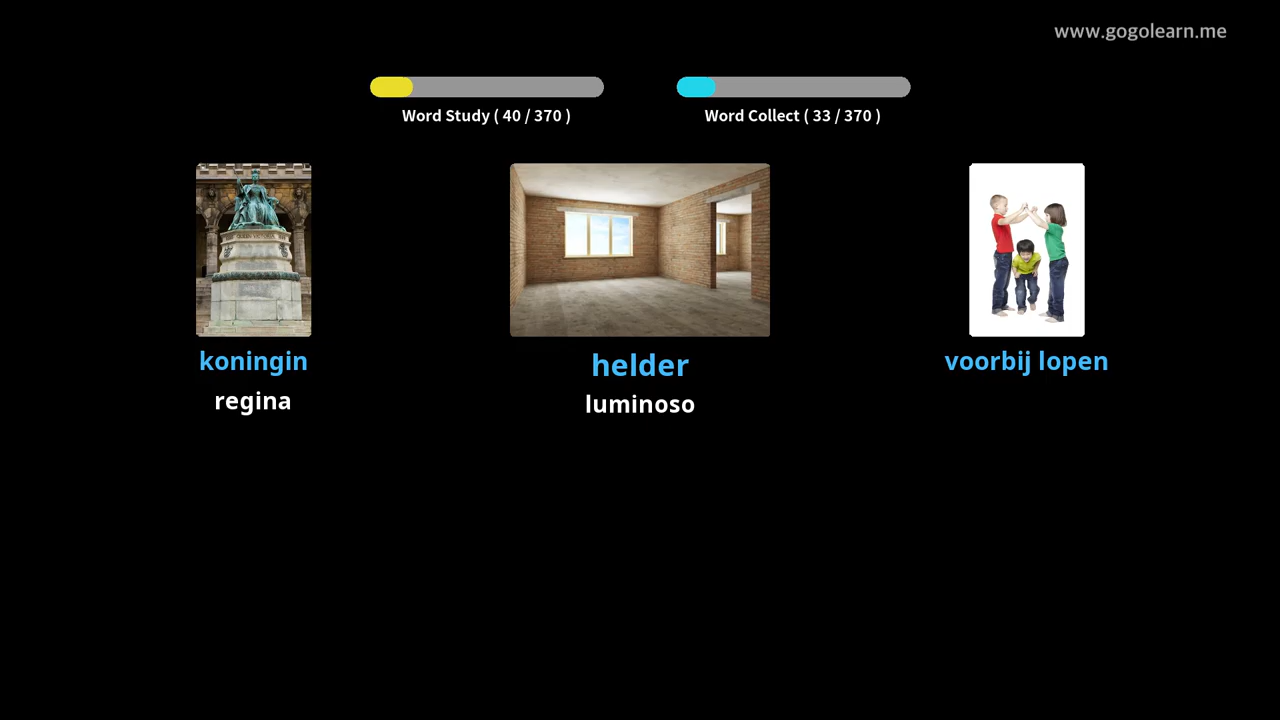 www.gogolearn.me
Word Study ( 40 / 370 )
Word Collect ( 33 / 370 )
koningin
regina
helder
luminoso
voorbij lopen